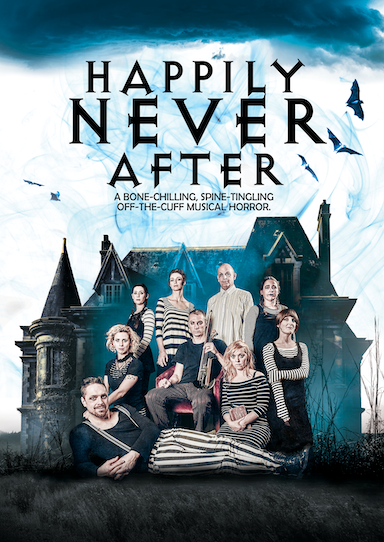 HAPPILY
NEVER
AFTER
A BONE-CHILLING, SPINE-TINGLING
OFF-THE-CUFF MUSICAL HORROR.